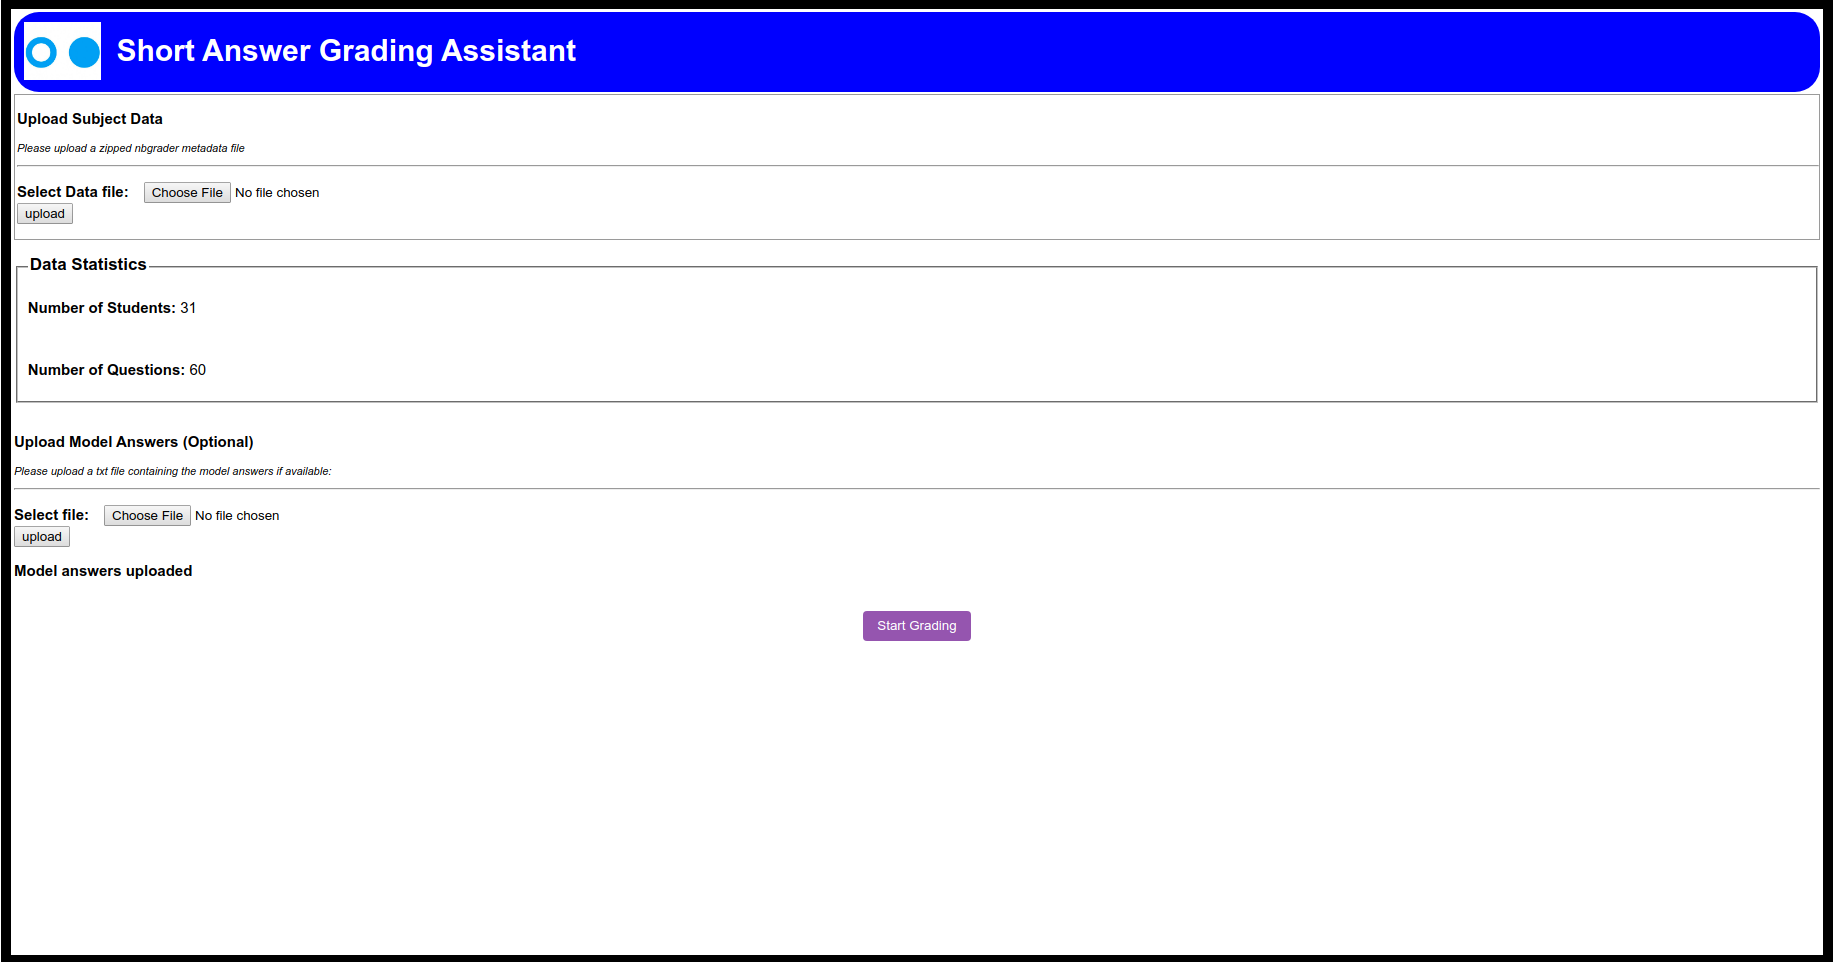 Short Answer Grading Assistant
Upload Subject Data
Please upload a zipped nbgrader metadata file
Select Data file: Choose File No file chosen
upload
Data Statistics
Number of Students: 31
Number of Questions: 60
Upload Model Answers (Optional)
Please upload a txt file containing the model answers if available:
Select file: Choose File No file chosen
upload
Model answers uploaded
Start Grading